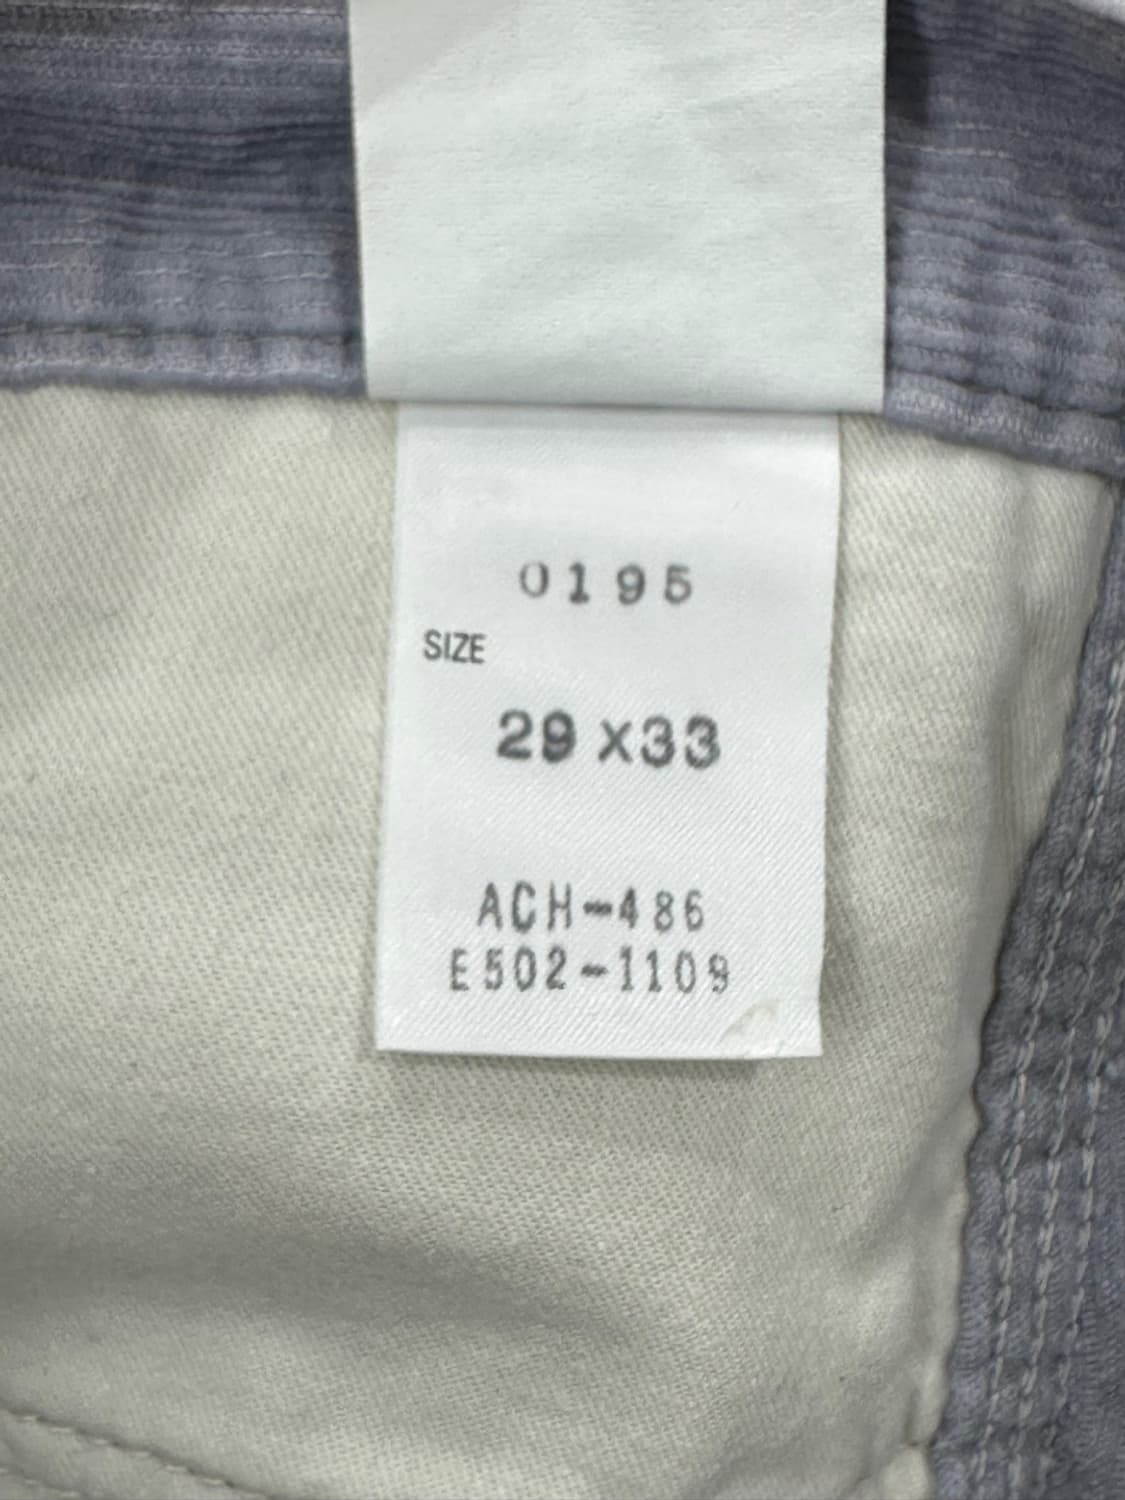 0195
SIZE
29 X33
ACH-486
E502-1109